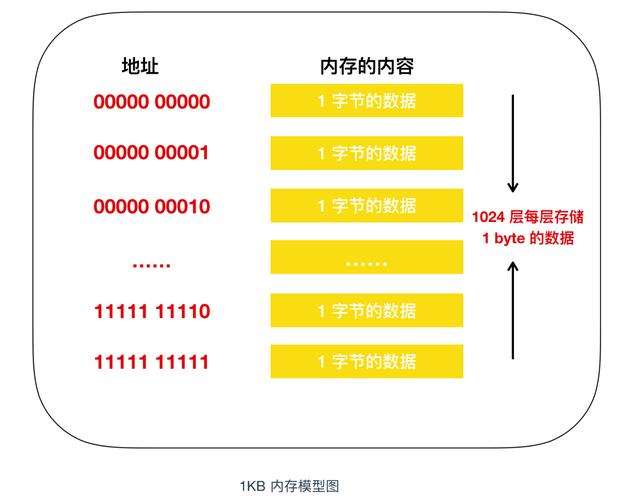 地址 内存的内容
00000 00000 1 字节的数据
00000 00001 1 字节的数据
00000 00010 1 字节的数据
1024 层每层存储
1 byte 的数据
...... ......
11111 11110 1 字节的数据
11111 11111 1 字节的数据
1KB 内存模型图